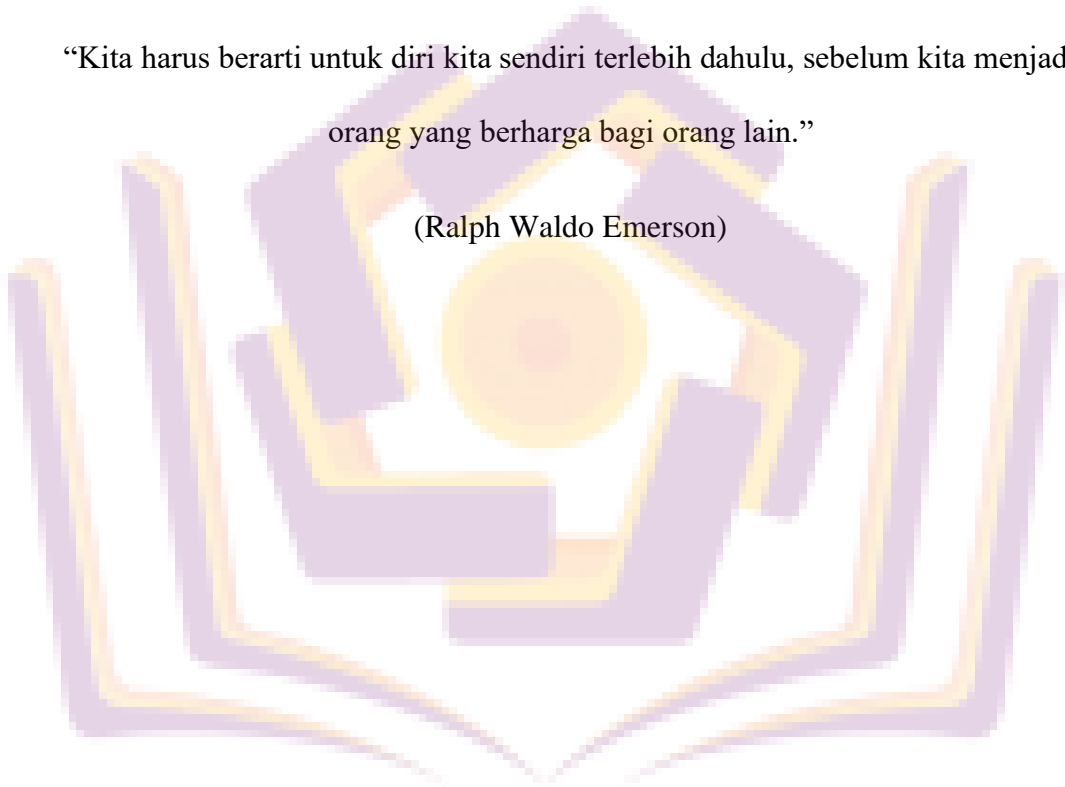 “Kita harus berarti untuk diri kita sendiri terlebih dahulu, sebelum kita menjad
orang yang berharga bagi orang lain.”
(Ralph Waldo Emerson)